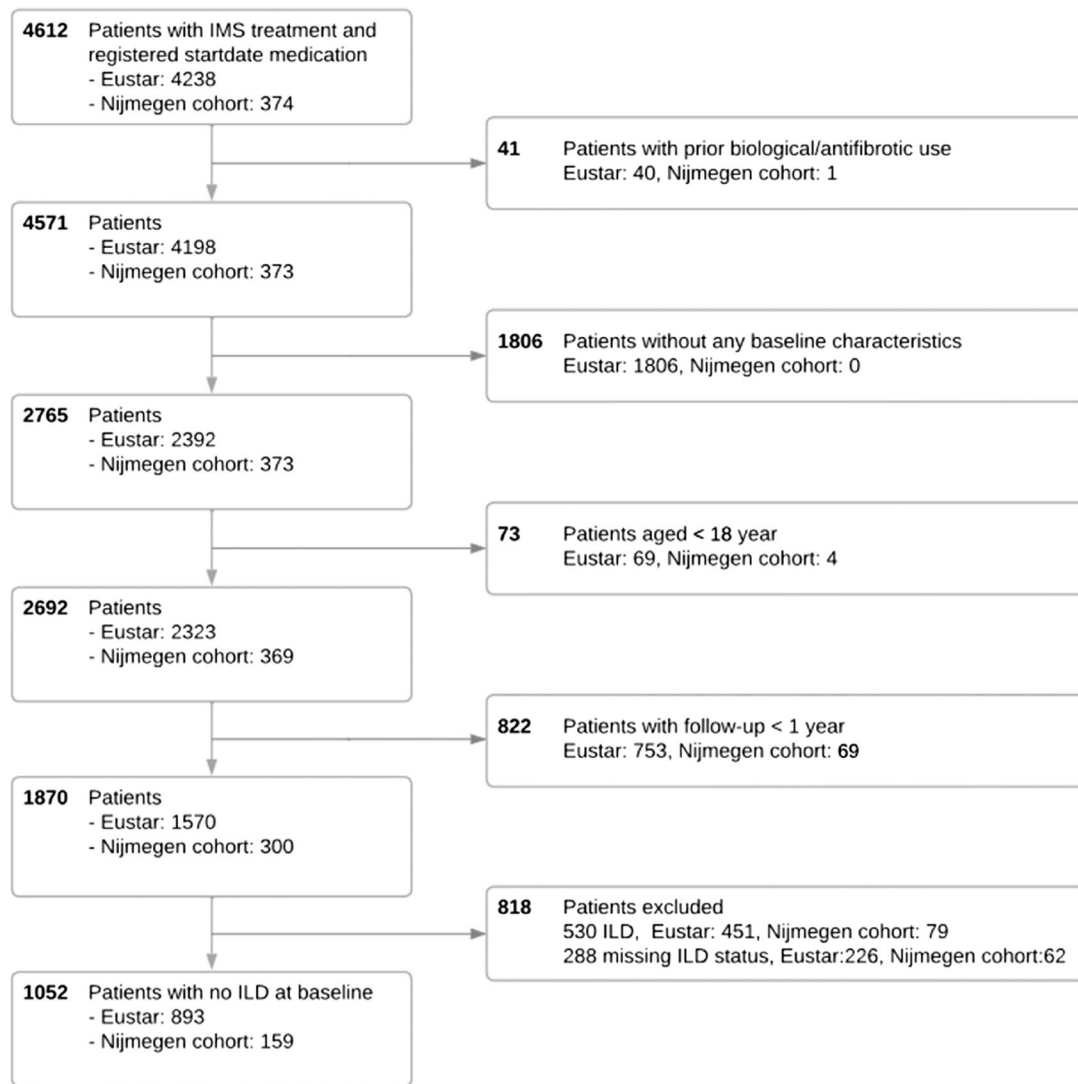 4612 Patients with IMS treatment and
registered startdate medication
- Eustar: 4238
- Nijmegen cohort: 374
41 Patients with prior biological/antifibrotic use
Eustar: 40, Nijmegen cohort: 1
4571 Patients
- Eustar: 4198
- Nijmegen cohort: 373
1806 Patients without any baseline characteristics
Eustar: 1806, Nijmegen cohort: 0
2765 Patients
- Eustar: 2392
- Nijmegen cohort: 373
73 Patients aged < 18 year
Eustar: 69, Nijmegen cohort: 4
2692 Patients
- Eustar: 2323
- Nijmegen cohort: 369
822 Patients with follow-up < 1 year
Eustar: 753, Nijmegen cohort: 69
1870 Patients
- Eustar: 1570
- Nijmegen cohort: 300
818 Patients excluded
530 ILD, Eustar: 451, Nijmegen cohort: 79
288 missing ILD status, Eustar:226, Nijmegen cohort:62
1052 Patients with no ILD at baseline
- Eustar: 893
- Nijmegen cohort: 159